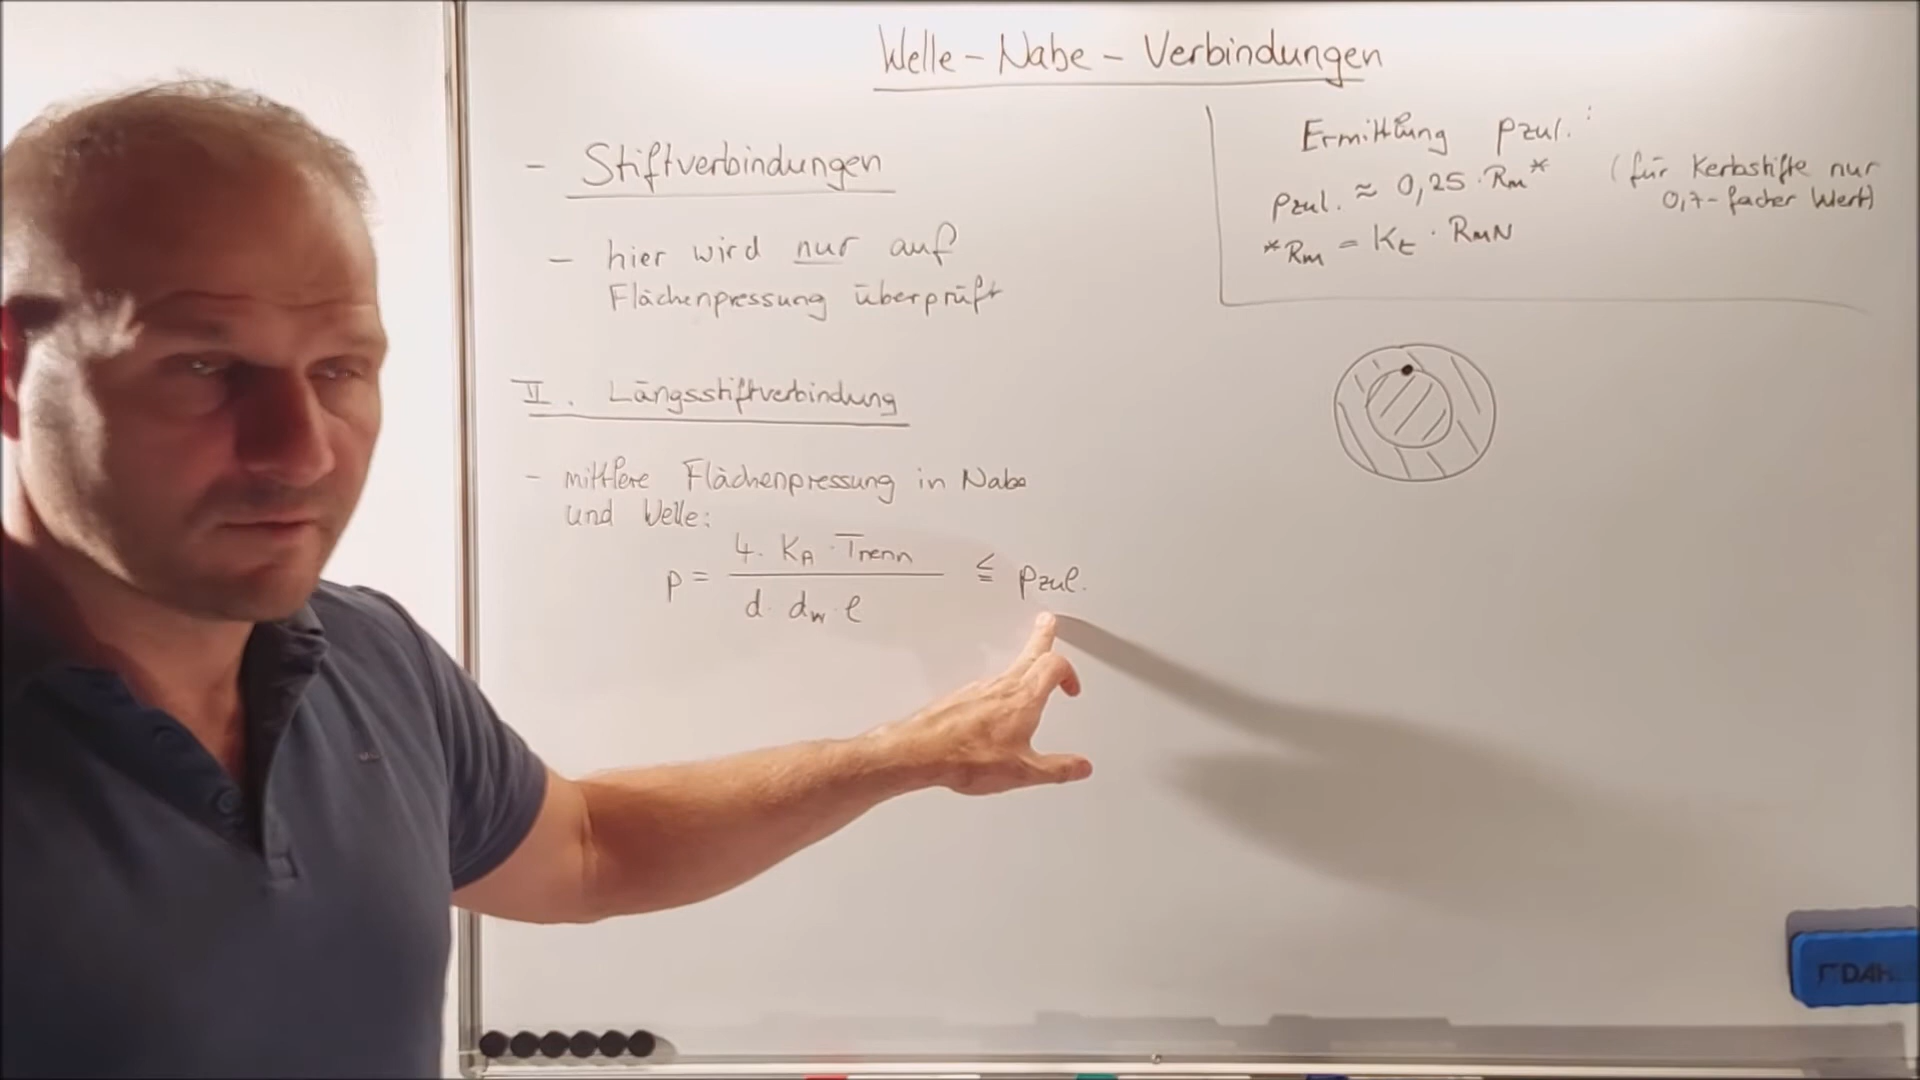 Welle - Nabe - Verbindungen
- Stiftverbindungen
- hier wird nur auf
Flächenpressung überprüft
II. Längsstiftverbindung
- mittlere Flächenpressung in Nabe
und Welle:
p = 4 · KA · Tnenn / d · dw · l ≦ pzul.
Ermittlung pzul. :
pzul. ≈ 0,25 · Rm* (für Kerbstifte nur
0,7-facher Wert)
*Rm = Kt · RmN